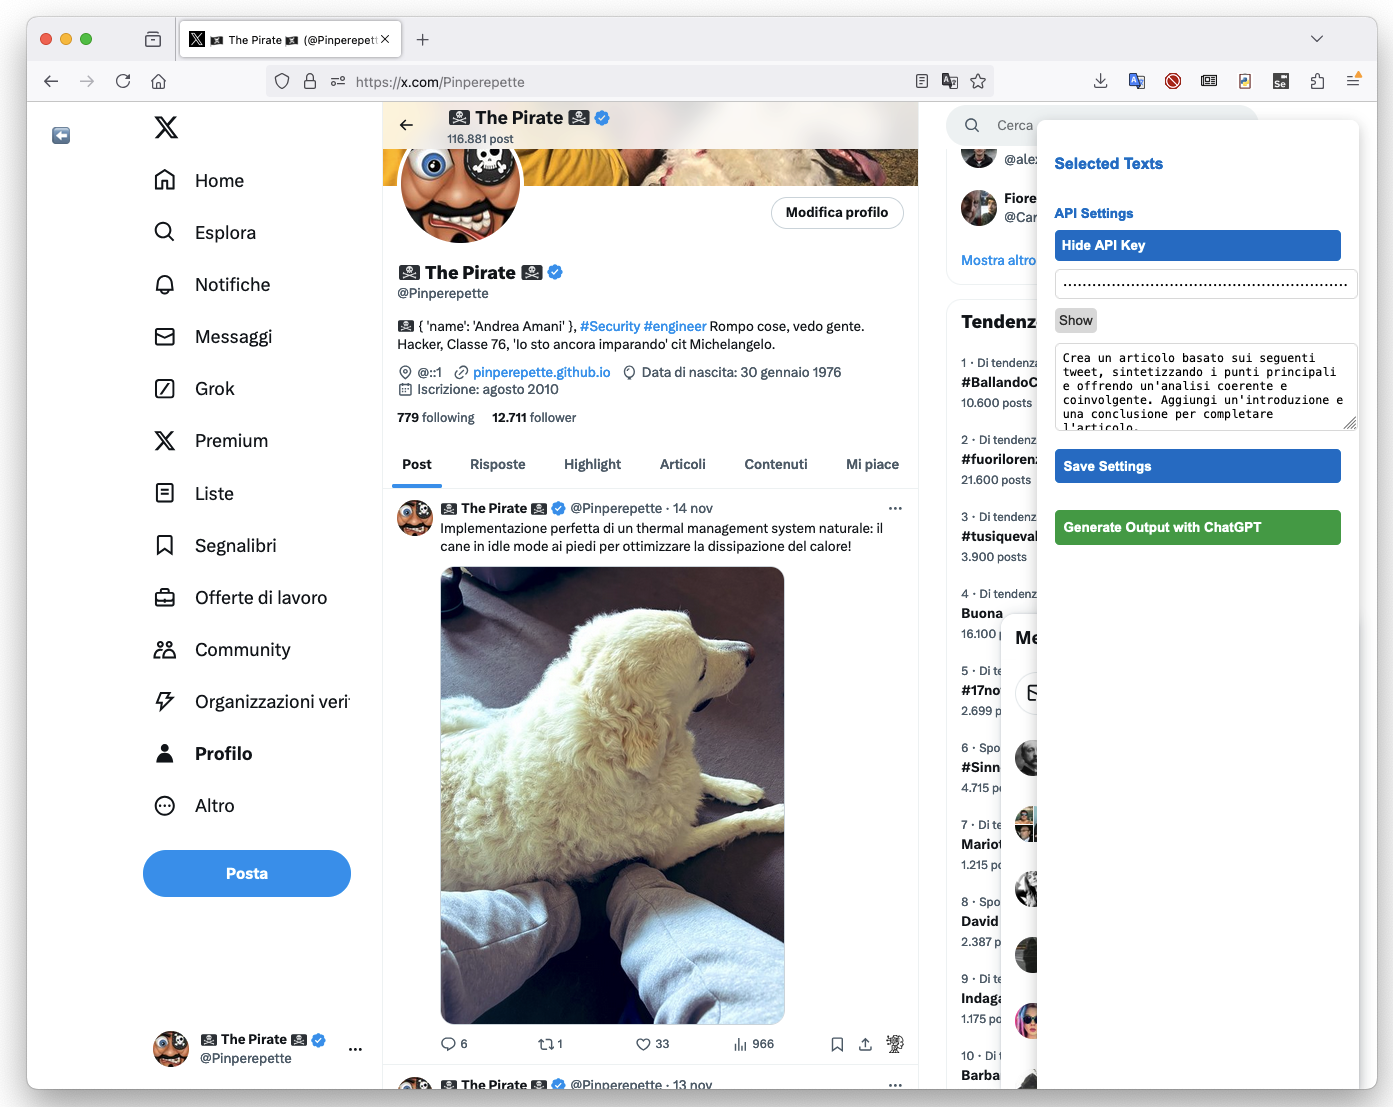 The Pirate (@Pinperepett
https://x.com/Pinperepette
Home
Esplora
Notifiche
Messaggi
Grok
Premium
Liste
Segnalibri
Offerte di lavoro
Community
Organizzazioni veri
Profilo
Altro
Posta
The Pirate
@Pinperepette
The Pirate
116.881 post
Modifica profilo
The Pirate
@Pinperepette
{ 'name': 'Andrea Amani' }, #Security #engineer Rompo cose, vedo gente.
Hacker, Classe 76, 'Io sto ancora imparando' cit Michelangelo.
@::1 pinperepette.github.io Data di nascita: 30 gennaio 1976
Iscrizione: agosto 2010
779 following 12.711 follower
Post Risposte Highlight Articoli Contenuti Mi piace
The Pirate @Pinperepette · 14 nov
Implementazione perfetta di un thermal management system naturale: il
cane in idle mode ai piedi per ottimizzare la dissipazione del calore!
6 1 33 966
The Pirate @Pinperepette · 13 nov
Cerca
@ale
Fiore
@Car
Mostra altro
Tendenz
1 · Di tendenza
#BallandoC
10.600 posts
2 · Di tendenz
#fuorilorenz
21.600 posts
3 · Di tendenz
#tusiqueval
3.900 posts
4 · Di tendenz
Buona
16.100
5 · Di te
#17no
2.699 p
6 · Spo
#Sinn
4.715 po
7 · Di te
Mariot
1.215 po
8 · Spo
David
2.387 p
9 · Di te
Indaga
1.175 po
10 · Di t
Barba
Me
Selected Texts
API Settings
Hide API Key
Show
Crea un articolo basato sui seguenti
tweet, sintetizzando i punti principali
e offrendo un'analisi coerente e
coinvolgente. Aggiungi un'introduzione e
una conclusione per completare
l'articolo.
Save Settings
Generate Output with ChatGPT